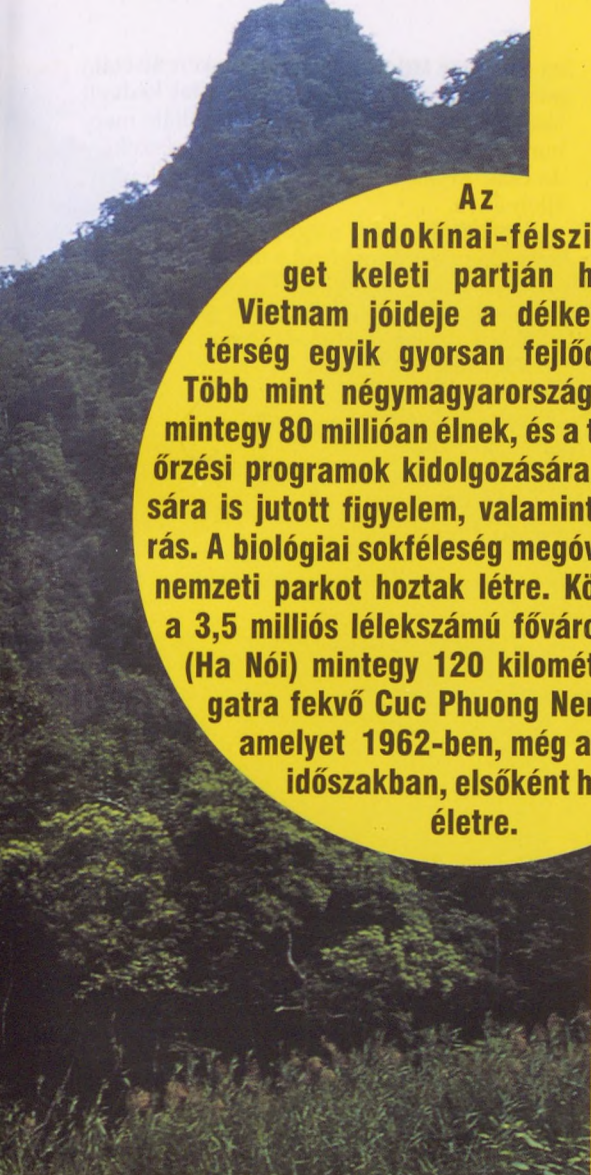 Az
Indokínai-félszi
get keleti partján h
Vietnam jóideje a délke
térség egyik gyorsan fejlőd
Több mint négymagyarország
mintegy 80 millióan élnek, és a t
őrzési programok kidolgozására
sára is jutott figyelem, valamint
rás. A biológiai sokféleség megóv
nemzeti parkot hoztak létre. Kö
a 3,5 milliós lélekszámú főváro
(Ha Nói) mintegy 120 kilomét
gatra fekvő Cuc Phuong Ner
amelyet 1962-ben, még a
időszakban, elsőként h
életre.